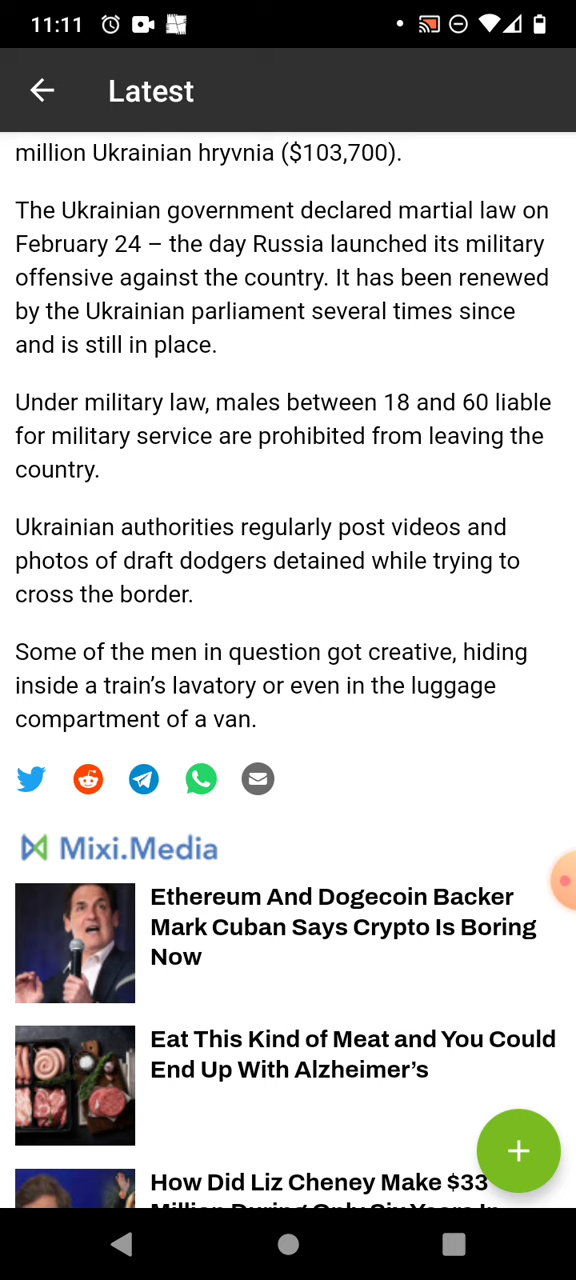 11:11
Latest
million Ukrainian hryvnia ($103,700).
The Ukrainian government declared martial law on
February 24 – the day Russia launched its military
offensive against the country. It has been renewed
by the Ukrainian parliament several times since
and is still in place.
Under military law, males between 18 and 60 liable
for military service are prohibited from leaving the
country.
Ukrainian authorities regularly post videos and
photos of draft dodgers detained while trying to
cross the border.
Some of the men in question got creative, hiding
inside a train’s lavatory or even in the luggage
compartment of a van.
Mixi.Media
Ethereum And Dogecoin Backer
Mark Cuban Says Crypto Is Boring
Now
Eat This Kind of Meat and You Could
End Up With Alzheimer’s
How Did Liz Cheney Make $33
Million During Only Six Years In